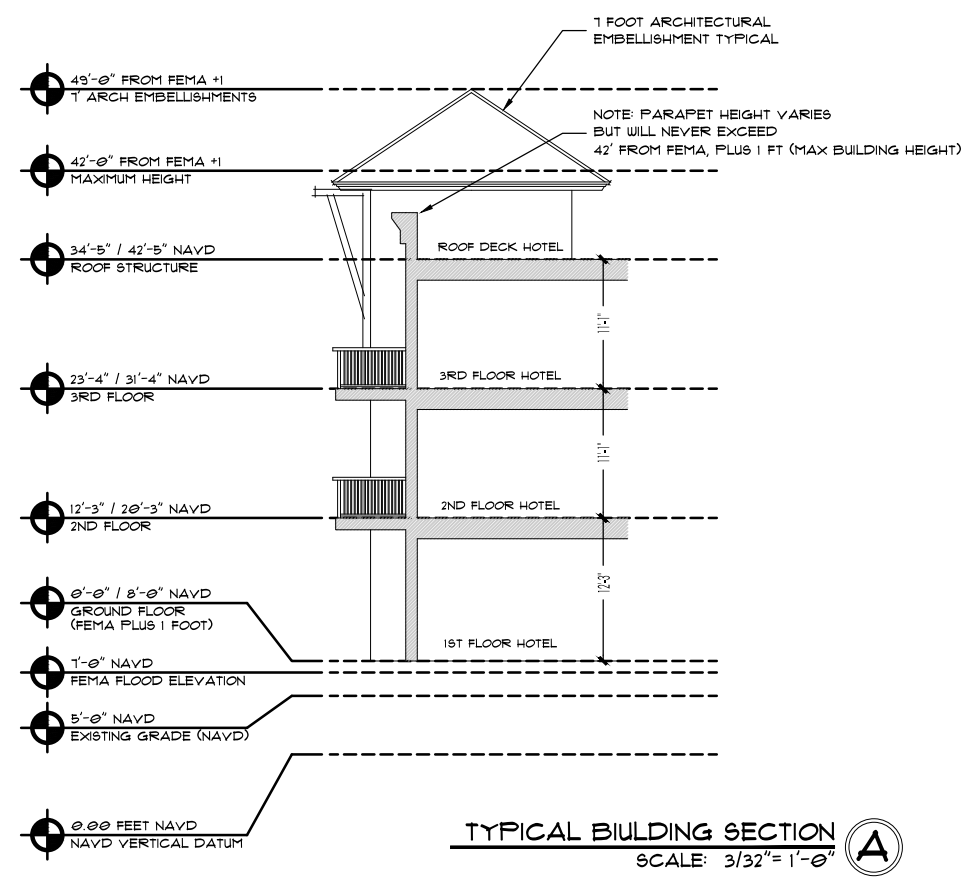 7 FOOT ARCHITECTURAL
EMBELLISHMENT TYPICAL
49'-0" FROM FEMA +1
7' ARCH EMBELLISHMENTS
NOTE: PARAPET HEIGHT VARIES
BUT WILL NEVER EXCEED
42' FROM FEMA, PLUS 1 FT (MAX BUILDING HEIGHT)
42'-0" FROM FEMA +1
MAXIMUM HEIGHT
34'-5" / 42'-5" NAVD
ROOF STRUCTURE
ROOF DECK HOTEL
11'-1"
23'-4" / 31'-4" NAVD
3RD FLOOR
3RD FLOOR HOTEL
11'-1"
12'-3" / 20'-3" NAVD
2ND FLOOR
2ND FLOOR HOTEL
12'-3"
0'-0" / 8'-0" NAVD
GROUND FLOOR
(FEMA PLUS 1 FOOT)
1ST FLOOR HOTEL
7'-0" NAVD
FEMA FLOOD ELEVATION
5'-0" NAVD
EXISTING GRADE (NAVD)
0.00 FEET NAVD
NAVD VERTICAL DATUM
TYPICAL BIULDING SECTION
SCALE: 3/32"= 1'-0"
A